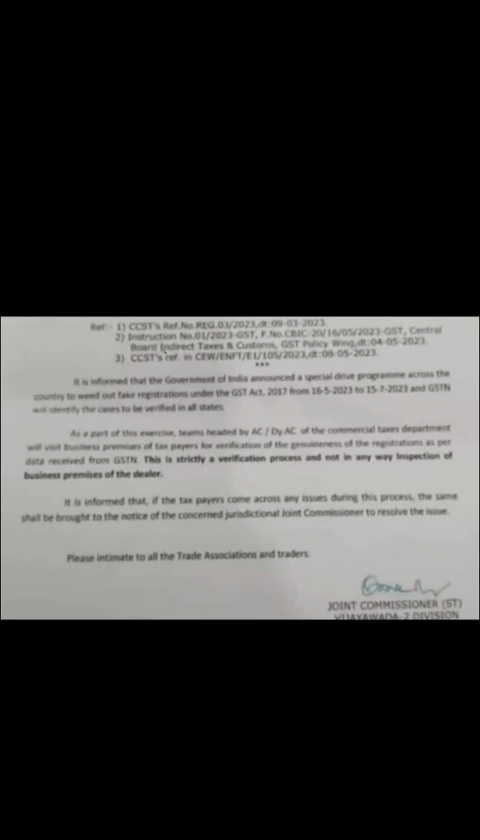 Ref:- 1) CCST's Ref.No.REG.03/2023,dt:09-03-2023.
2) Instruction No.01/2023-GST, F.No.CBIC-20/16/05/2023-GST, Central
Board Indirect Taxes & Customs, GST Policy Wing,dt:04-05-2023.
3) CCST's ref. in CEW/ENFT/E1/105/2023,dt:08-05-2023.
***
It is informed that the Government of India announced a special drive programme across the
country to weed out fake registrations under the GST Act, 2017 from 16-5-2023 to 15-7-2023 and GSTN
will identify the cases to be verified in all states.
As a part of this exercise, teams headed by AC / Dy.AC of the commercial taxes department
will visit business premises of tax payers for verification of the genuineness of the registrations as per
data received from GSTN. This is strictly a verification process and not in any way Inspection of
business premises of the dealer.
It is informed that, if the tax payers come across any issues during this process, the same
shall be brought to the notice of the concerned jurisdictional Joint Commissioner to resolve the issue.
Please intimate to all the Trade Associations and traders.
JOINT COMMISSIONER (ST)
VIJAYAWADA-2 DIVISION